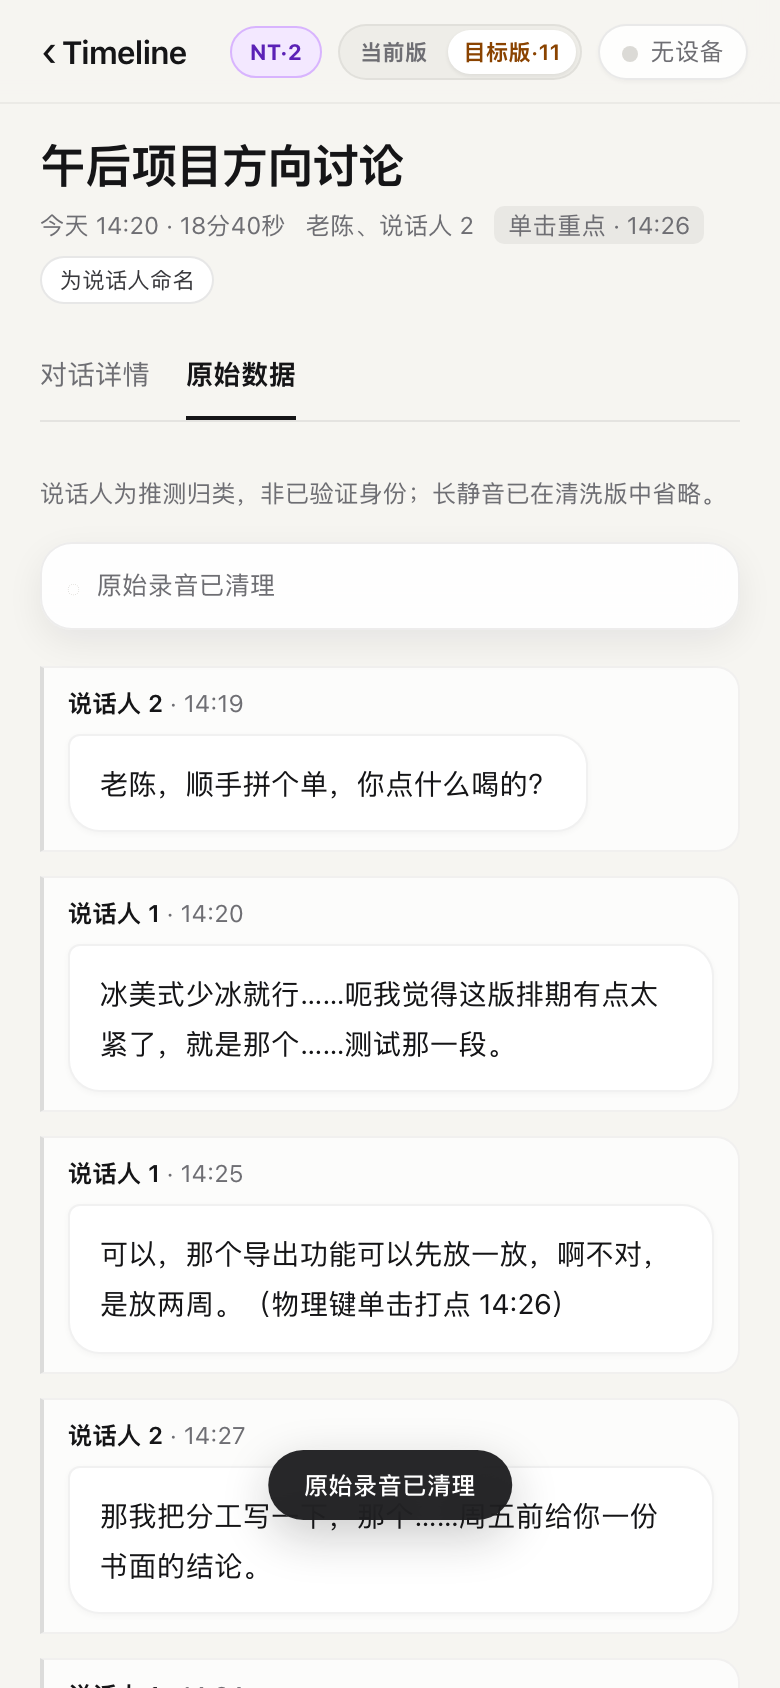 ‹ Timeline
NT·2
当前版
目标版·11
无设备
午后项目方向讨论
今天 14:20 · 18分40秒 老陈、说话人 2 单击重点 · 14:26
为说话人命名
对话详情 原始数据
说话人为推测归类，非已验证身份；长静音已在清洗版中省略。
原始录音已清理
说话人 2 · 14:19
老陈，顺手拼个单，你点什么喝的？
说话人 1 · 14:20
冰美式少冰就行……呃我觉得这版排期有点太
紧了，就是那个……测试那一段。
说话人 1 · 14:25
可以，那个导出功能可以先放一放，啊不对，
是放两周。（物理键单击打点 14:26）
说话人 2 · 14:27
原始录音已清理
那我把分工写一下，那个……周五前给你一份
书面的结论。